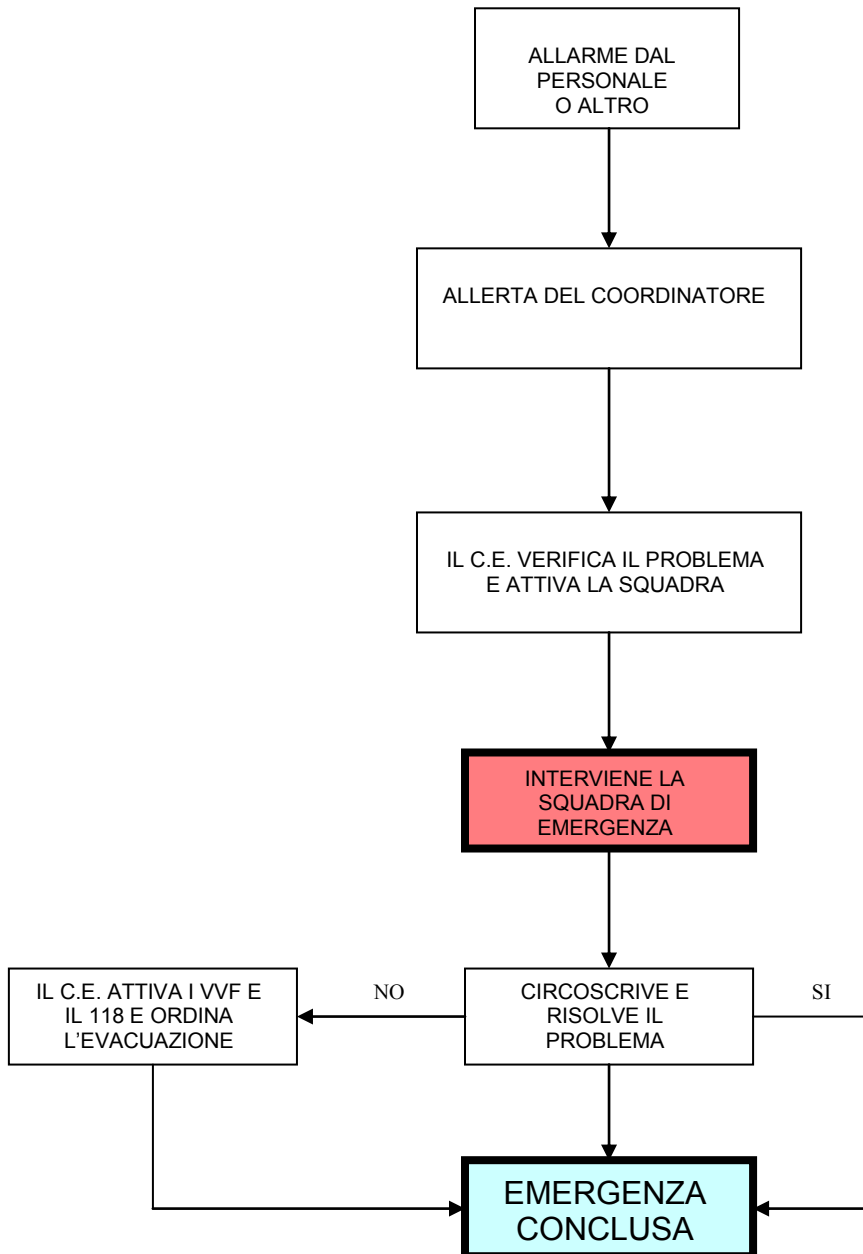 ALLARME DAL
PERSONALE
O ALTRO
ALLERTA DEL COORDINATORE
IL C.E. VERIFICA IL PROBLEMA
E ATTIVA LA SQUADRA
INTERVIENE LA
SQUADRA DI
EMERGENZA
IL C.E. ATTIVA I VVF E
IL 118 E ORDINA
L’EVACUAZIONE
NO
CIRCOSCRIVE E
RISOLVE IL
PROBLEMA
SI
EMERGENZA
CONCLUSA